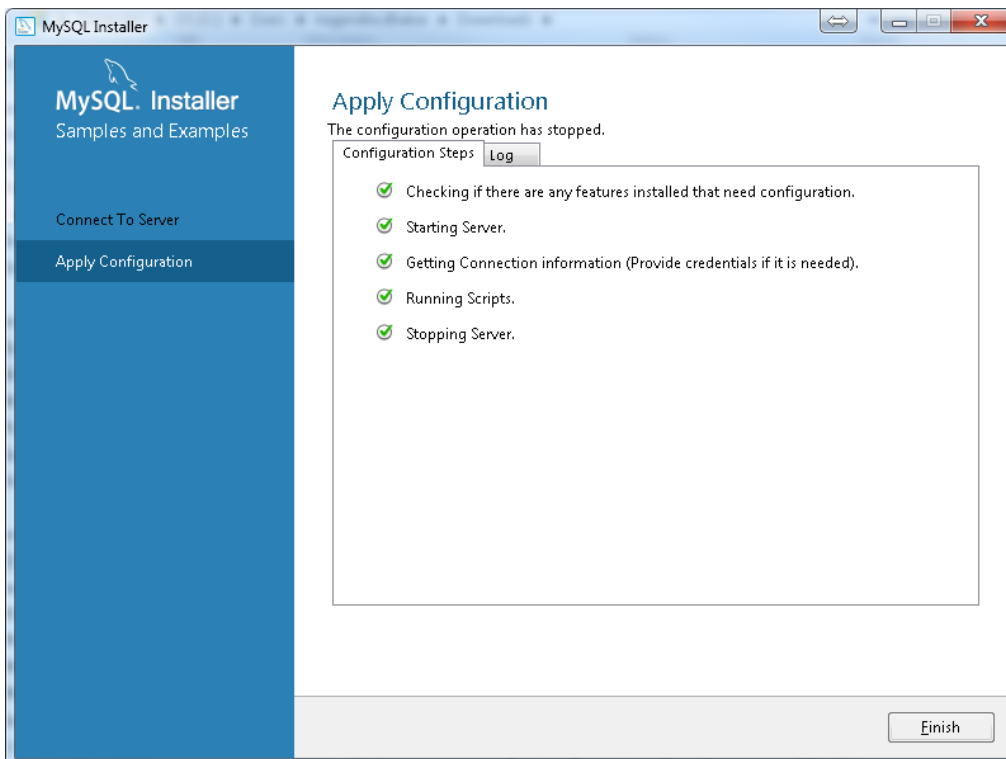 MySQL Installer
MySQL. Installer
Samples and Examples
Connect To Server
Apply Configuration
Apply Configuration
The configuration operation has stopped.
Configuration Steps
Log
Checking if there are any features installed that need configuration.
Starting Server.
Getting Connection information (Provide credentials if it is needed).
Running Scripts.
Stopping Server.
Finish